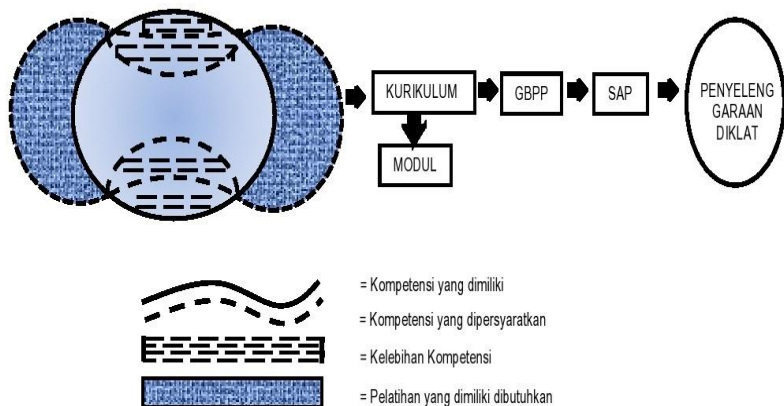 KURIKULUM
GBPP
SAP
PENYELENG
GARAAN
DIKLAT
MODUL
= Kompetensi yang dimiliki
= Kompetensi yang dipersyaratkan
= Kelebihan Kompetensi
= Pelatihan yang dimiliki dibutuhkan